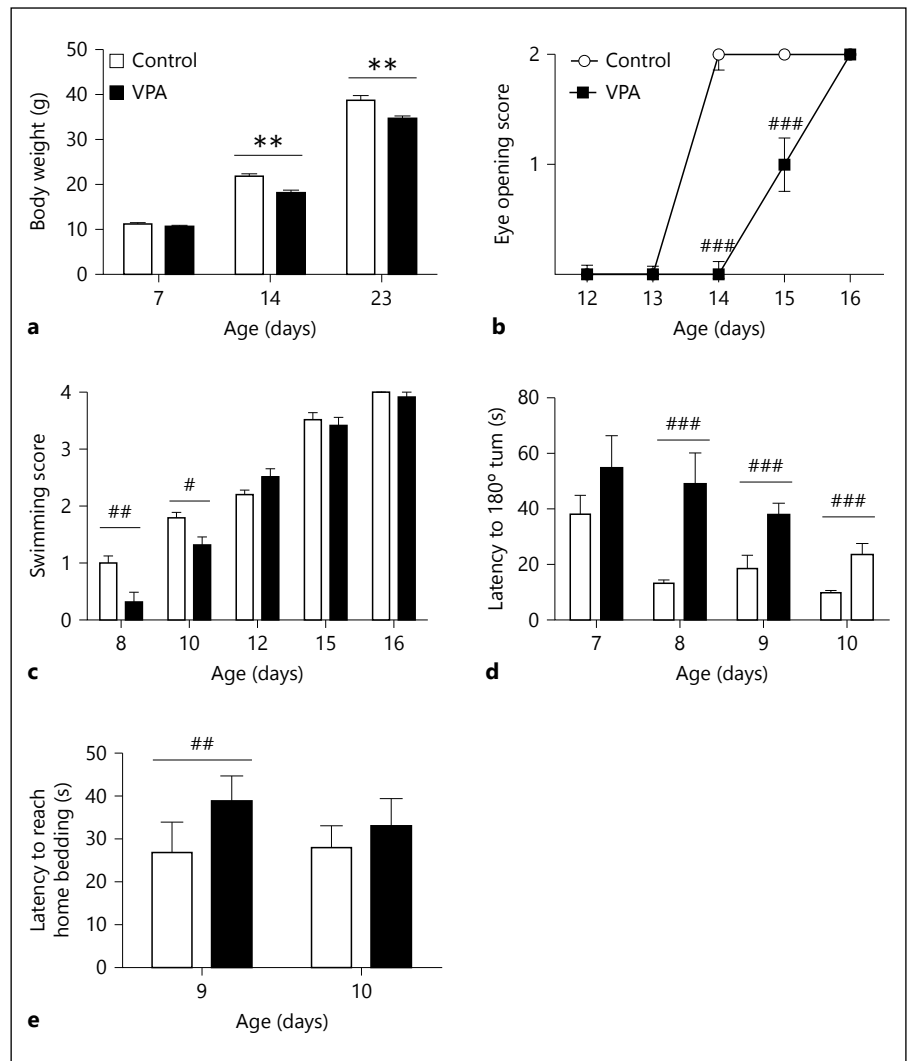 50
40
30
20
10
0
Body weight (g)
Control
VPA
**
**
7 14 23
Age (days)
a
2
1
Eye opening score
Control
VPA
###
###
12 13 14 15 16
Age (days)
b
4
3
2
1
0
Swimming score
##
#
8 10 12 15 16
Age (days)
c
80
60
40
20
0
Latency to 180° tum (s)
###
###
###
7 8 9 10
Age (days)
d
50
40
30
20
10
0
Latency to reach
home bedding (s)
##
9 10
Age (days)
e